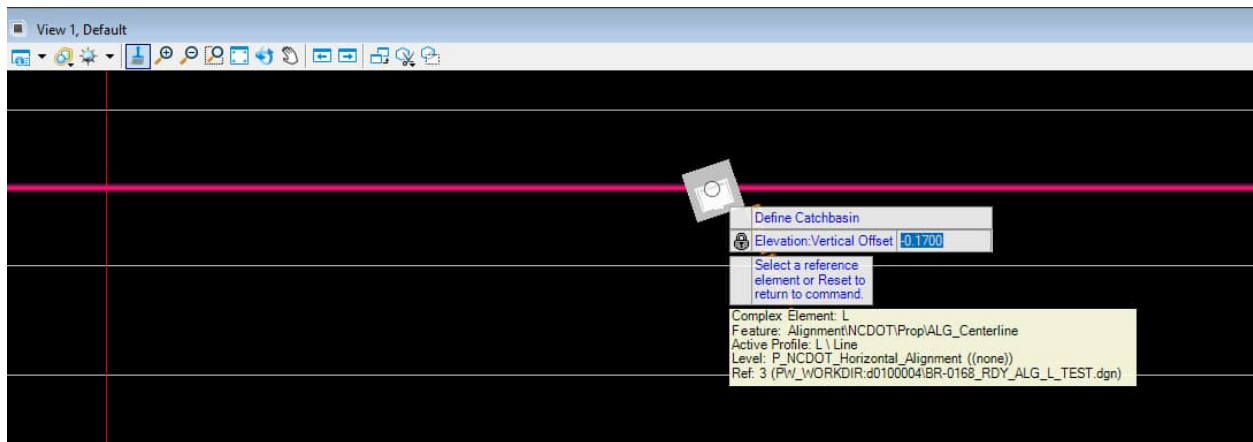 View 1, Default
Define Catchbasin
Elevation:Vertical Offset -0.1700
Select a reference
element or Reset to
return to command.
Complex Element: L
Feature: Alignment\NCDOT\Prop\ALG_Centerline
Active Profile: L \ Line
Level: P_NCDOT_Horizontal_Alignment ((none))
Ref: 3 (PW_WORKDIR:d0100004\BR-0168_RDY_ALG_L_TEST.dgn)